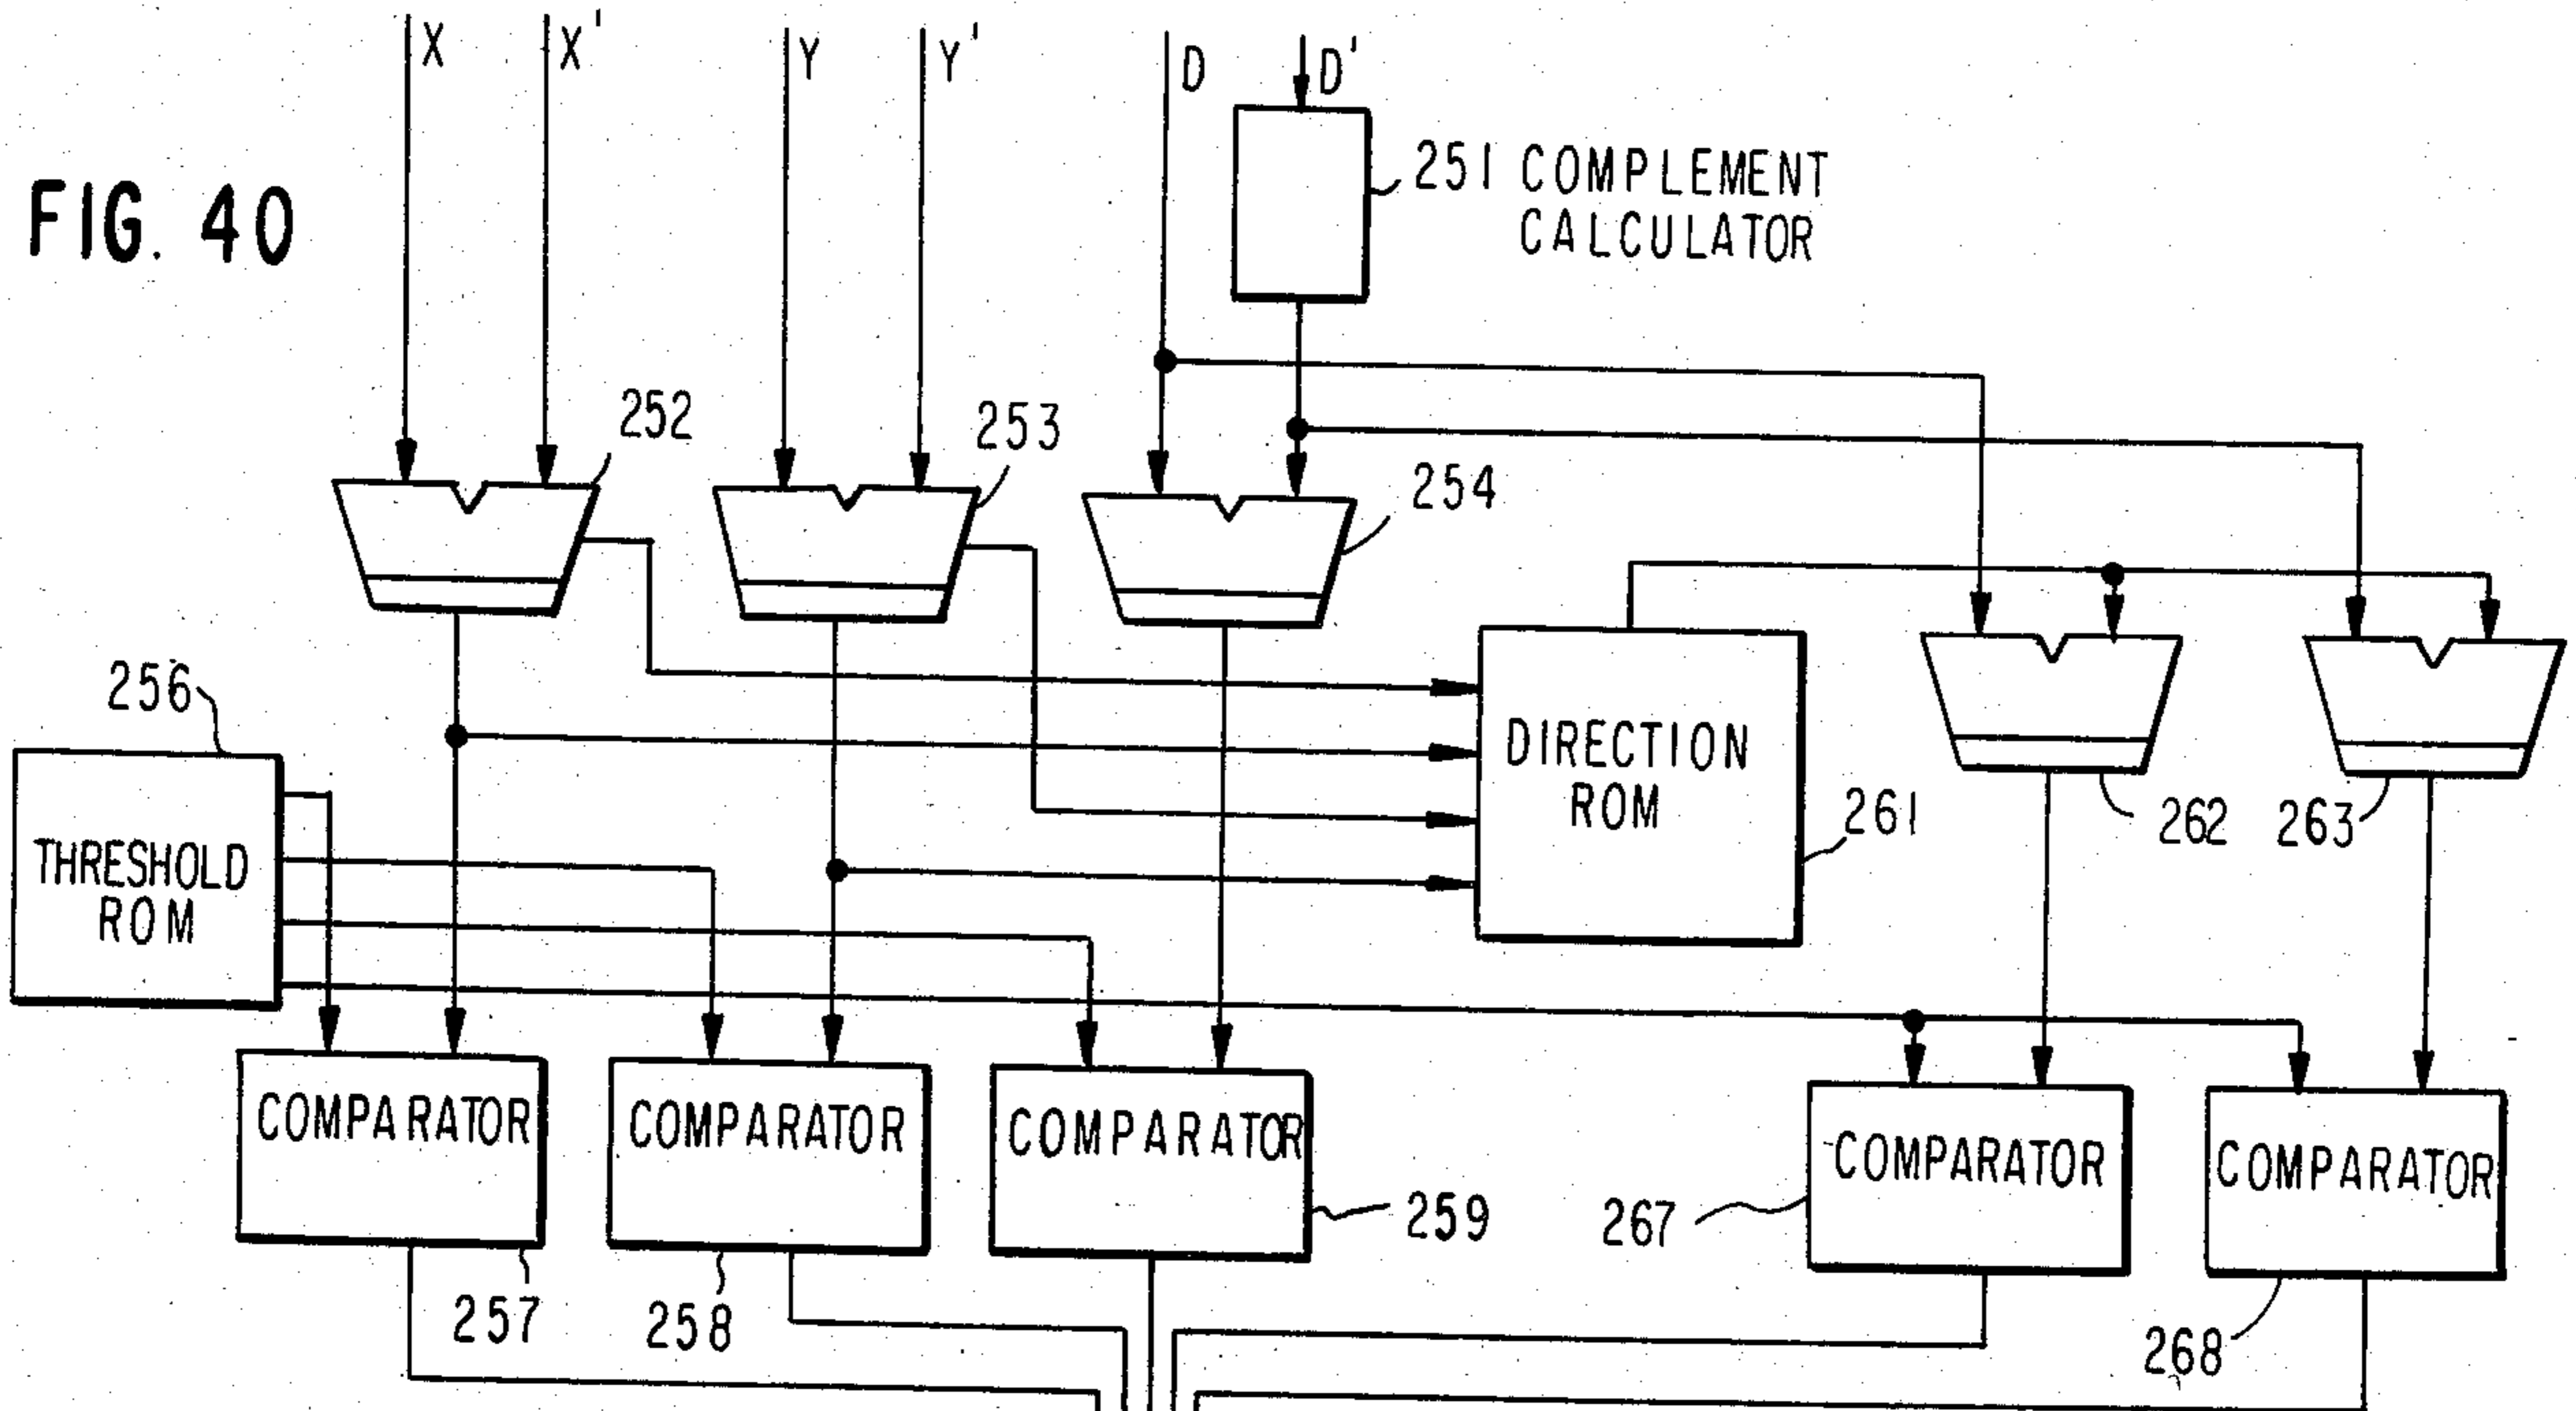 X X' Y Y' D D'
FIG. 40
251 COMPLEMENT
CALCULATOR
252
253
254
256
THRESHOLD
ROM
DIRECTION
ROM
261
262
263
COMPARATOR
COMPARATOR
COMPARATOR
COMPARATOR
COMPARATOR
257
258
259
267
268